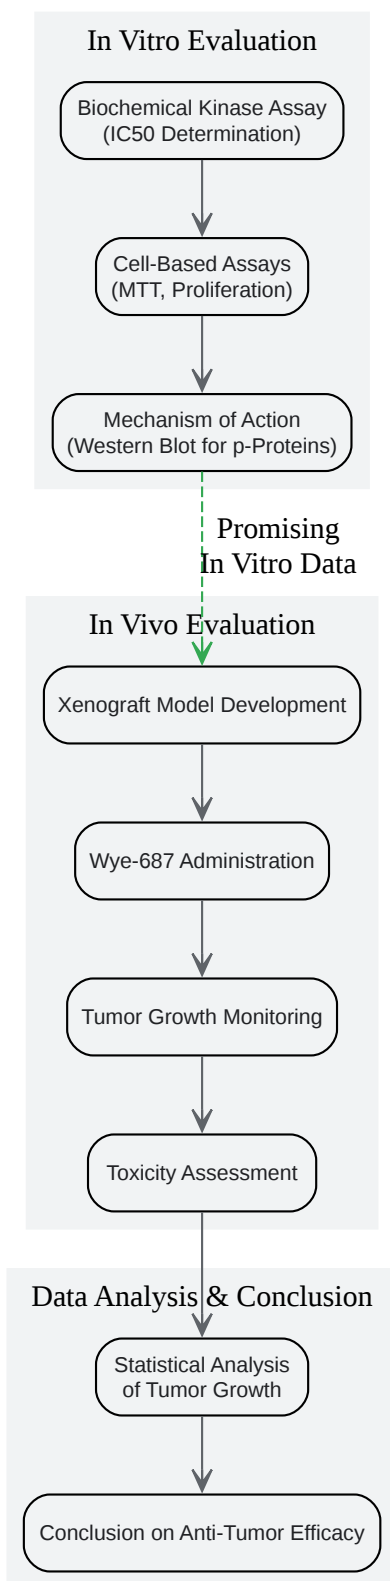 In Vitro Evaluation
Biochemical Kinase Assay
(IC50 Determination)
Cell-Based Assays
(MTT, Proliferation)
Mechanism of Action
(Western Blot for p-Proteins)
Promising
In Vitro Data
In Vivo Evaluation
Xenograft Model Development
Wye-687 Administration
Tumor Growth Monitoring
Toxicity Assessment
Data Analysis & Conclusion
Statistical Analysis
of Tumor Growth
Conclusion on Anti-Tumor Efficacy